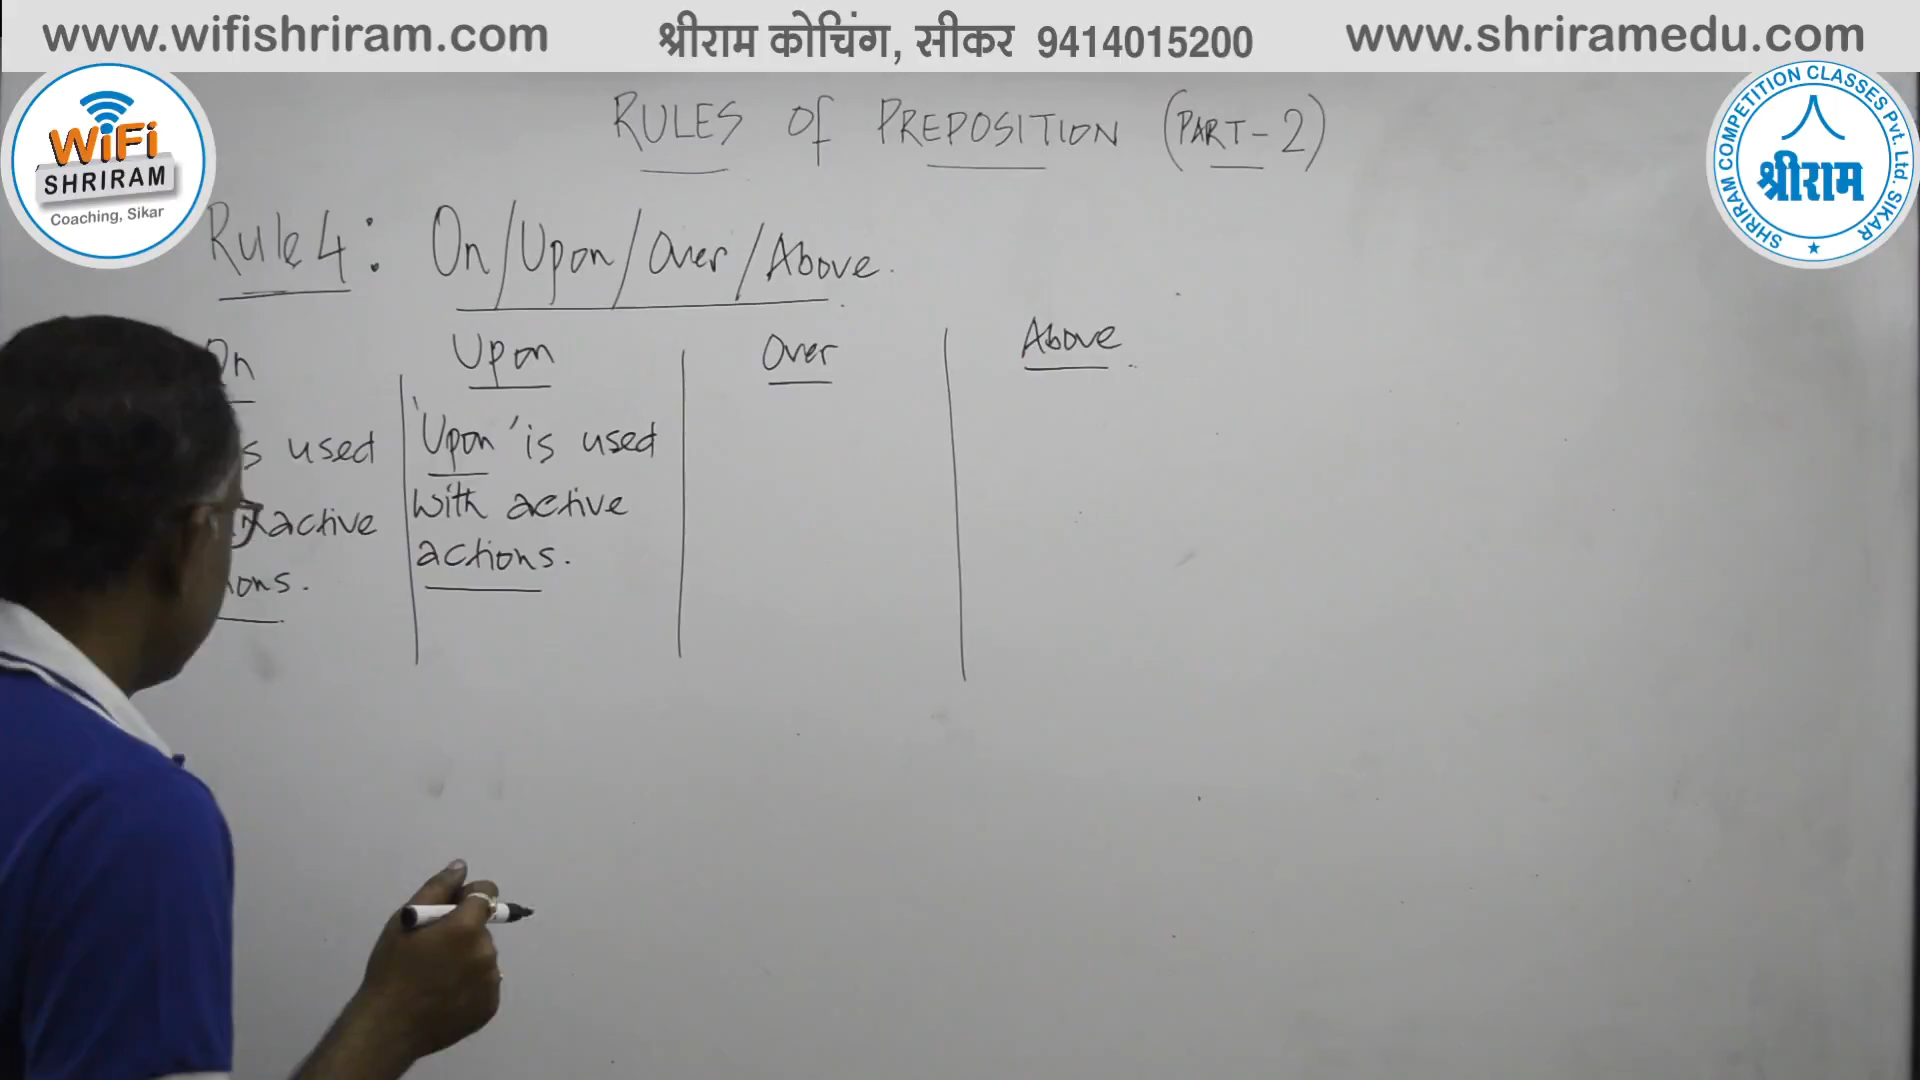 www.wifishriram.com
श्रीराम कोचिंग, सीकर 9414015200
www.shriramedu.com
WiFi
SHRIRAM
Coaching, Sikar
SHRIRAM COMPETITION CLASSES Pvt. Ltd. SIKAR
श्रीराम
RULES Of PREPOSITION (PART-2)
Rule 4: On/Upon/Over/Above.
On
Upon
Over
Above
used
active
'Upon' is used
with active
actions.